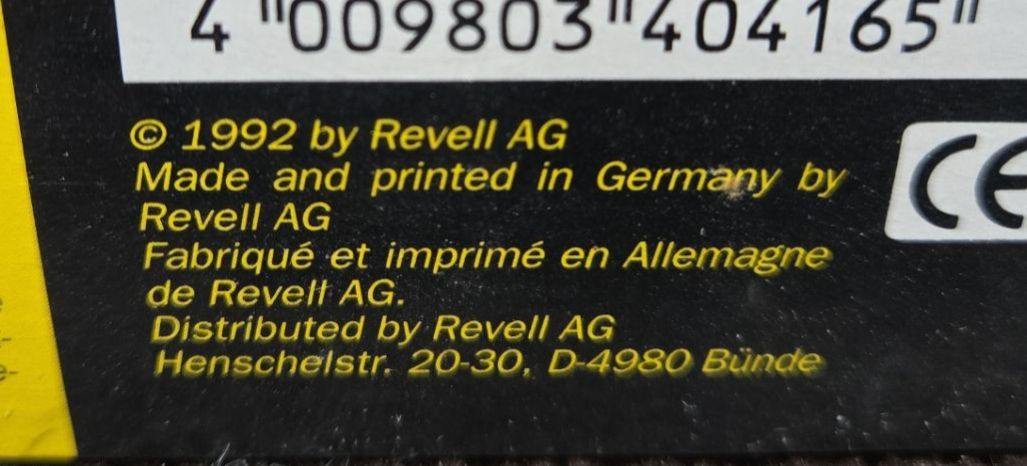 4 009803 404165
© 1992 by Revell AG
Made and printed in Germany by
Revell AG
Fabriqué et imprimé en Allemagne
de Revell AG.
Distributed by Revell AG
Henschelstr. 20-30, D-4980 Bünde
CE